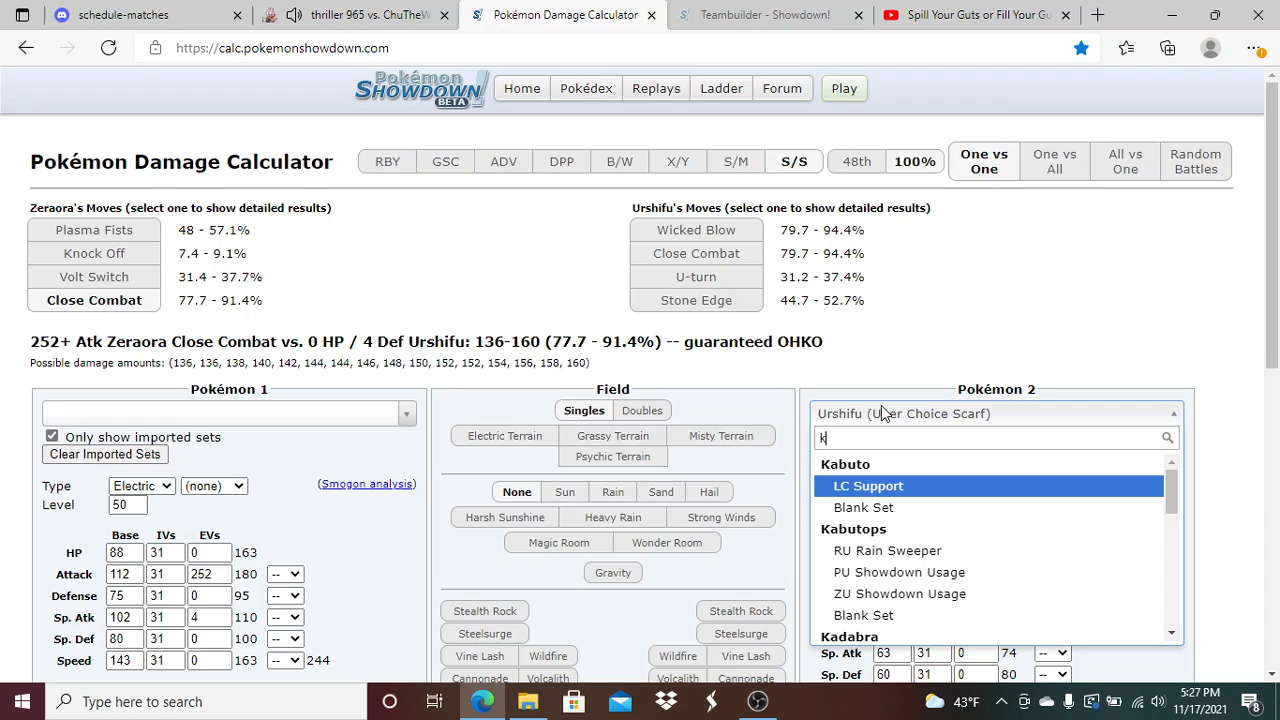 schedule-matches
thriller 965 vs. ChuTheW
Pokémon Damage Calculator
Teambuilder - Showdown!
Spill Your Guts or Fill Your Gu
https://calc.pokemonshowdown.com
Pokémon
SHOWDOWN!
BETA
Home
Pokédex
Replays
Ladder
Forum
Play
Pokémon Damage Calculator
RBY
GSC
ADV
DPP
B/W
X/Y
S/M
S/S
48th
100%
One vs One
One vs All
All vs One
Random Battles
Zeraora's Moves (select one to show detailed results)
Plasma Fists 48 - 57.1%
Knock Off 7.4 - 9.1%
Volt Switch 31.4 - 37.7%
Close Combat 77.7 - 91.4%
Urshifu's Moves (select one to show detailed results)
Wicked Blow 79.7 - 94.4%
Close Combat 79.7 - 94.4%
U-turn 31.2 - 37.4%
Stone Edge 44.7 - 52.7%
252+ Atk Zeraora Close Combat vs. 0 HP / 4 Def Urshifu: 136-160 (77.7 - 91.4%) -- guaranteed OHKO
Possible damage amounts: (136, 136, 138, 140, 142, 144, 144, 146, 148, 150, 152, 152, 154, 156, 158, 160)
Pokémon 1
Only show imported sets
Clear Imported Sets
Type Electric (none) (Smogon analysis)
Level 50
Base IVs EVs
HP 88 31 0 163
Attack 112 31 252 180 --
Defense 75 31 0 95 --
Sp. Atk 102 31 4 110 --
Sp. Def 80 31 0 100 --
Speed 143 31 0 163 -- 244
Field
Singles Doubles
Electric Terrain Grassy Terrain Misty Terrain
Psychic Terrain
None Sun Rain Sand Hail
Harsh Sunshine Heavy Rain Strong Winds
Magic Room Wonder Room
Gravity
Stealth Rock Stealth Rock
Steelsurge Steelsurge
Vine Lash Wildfire Vine Lash Wildfire
Cannonade Volcalith Cannonade Volcalith
Pokémon 2
k
Kabuto
LC Support
Blank Set
Kabutops
RU Rain Sweeper
PU Showdown Usage
ZU Showdown Usage
Blank Set
Kadabra
Sp. Atk 63 31 0 74 --
Sp. Def 60 31 0 80 --
Type here to search
43°F
5:27 PM
11/17/2021
8